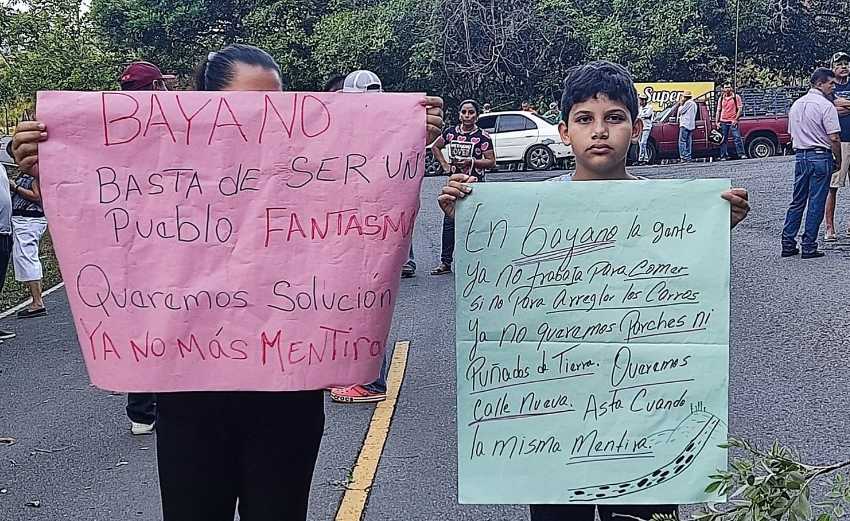 BAYANO
BASTA de SER UN
Pueblo FANTASMA
Queremos Solución
YA NO MÁS MENTIRA
En bayano la gente
ya no trabata Para Comer
si no Para Arreglar los Carros
ya no queremos Parches ni
Puñados de Tierra. Queremos
calle Nueva. Asta Cuando
la misma Mentira.
Super